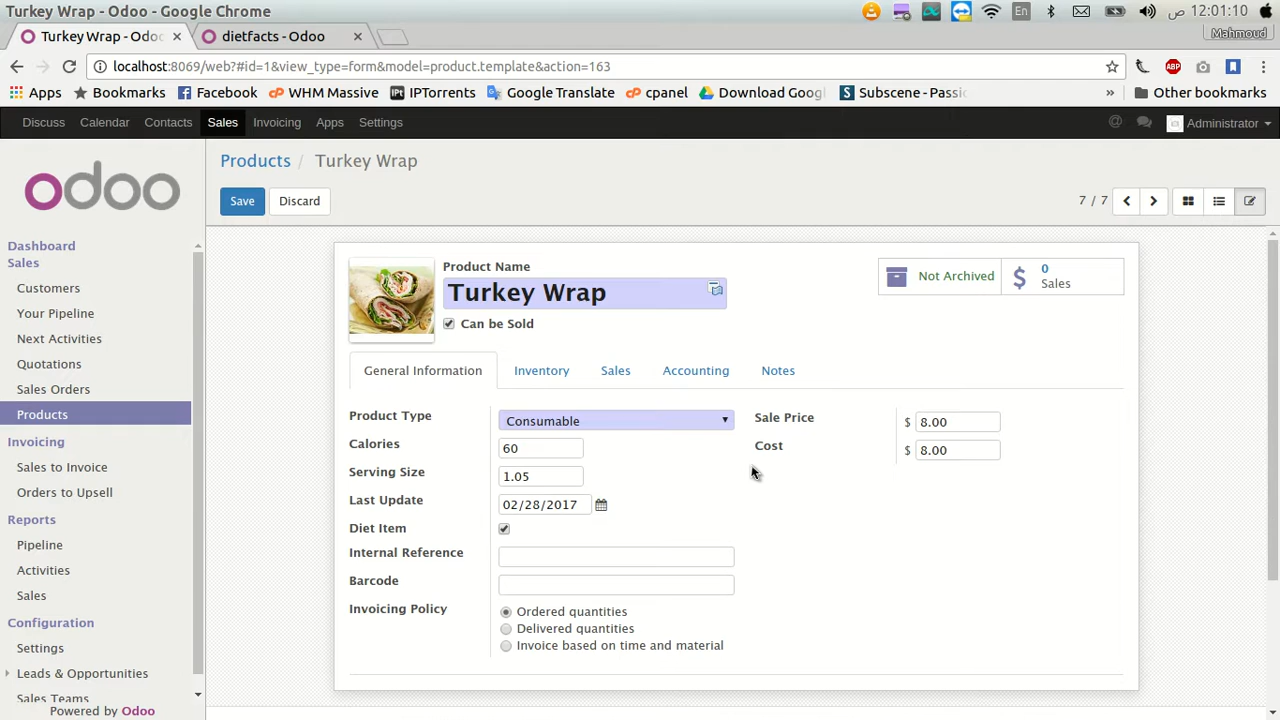 Turkey Wrap - Odoo - Google Chrome
En
ص 12:01:10
Turkey Wrap - Odoo
dietfacts - Odoo
Mahmoud
localhost:8069/web?#id=1&view_type=form&model=product.template&action=163
ABP
Apps
Bookmarks
Facebook
WHM Massive
IPTorrents
Google Translate
cpanel
Download Goog
Subscene - Passi
Other bookmarks
Discuss
Calendar
Contacts
Sales
Invoicing
Apps
Settings
Administrator
odoo
Products / Turkey Wrap
Save
Discard
7 / 7
Dashboard
Sales
Customers
Your Pipeline
Next Activities
Quotations
Sales Orders
Products
Invoicing
Sales to Invoice
Orders to Upsell
Reports
Pipeline
Activities
Sales
Configuration
Settings
Leads & Opportunities
Sales Teams
Powered by Odoo
Product Name
Turkey Wrap
Can be Sold
Not Archived
0
Sales
General Information
Inventory
Sales
Accounting
Notes
Product Type
Consumable
Calories
60
Serving Size
1.05
Last Update
02/28/2017
Diet Item
Internal Reference
Barcode
Invoicing Policy
Ordered quantities
Delivered quantities
Invoice based on time and material
Sale Price
$ 8.00
Cost
$ 8.00